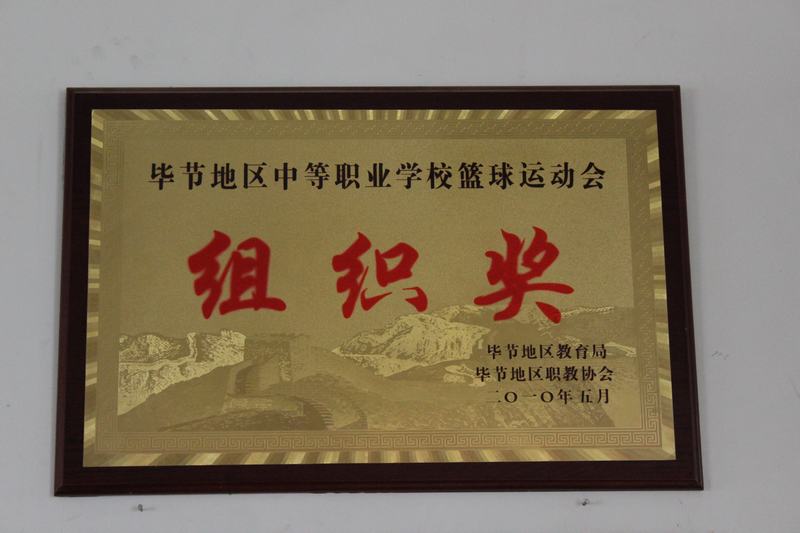 毕节地区中等职业学校篮球运动会
组织奖
毕节地区教育局
毕节地区职教协会
二〇一〇年五月